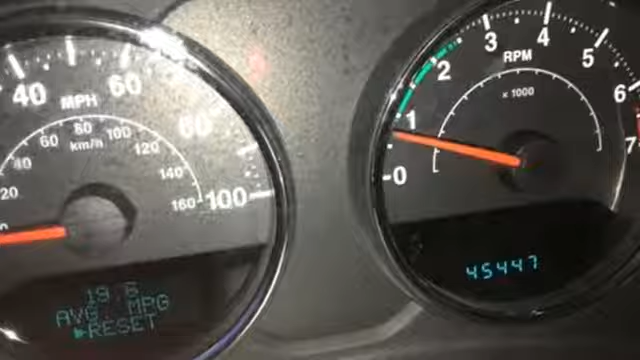 40 60 80 100
MPH
20 40 60 80 100 120 140 160
km/h
19 6
AVG MPG
►RESET
0 1 2 3 4 5 6 7
RPM
x 1000
45447